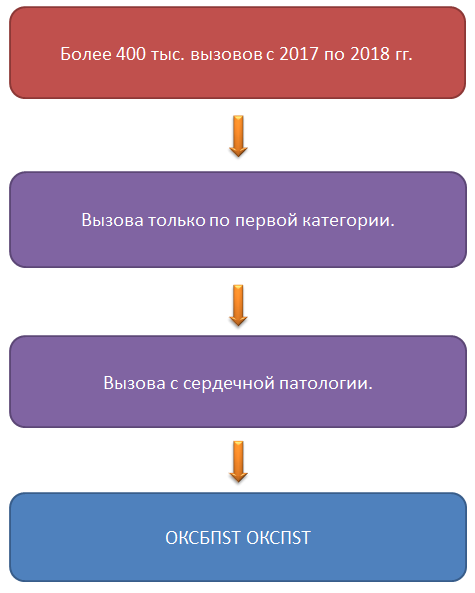 Более 400 тыс. вызовов с 2017 по 2018 гг.
Вызова только по первой категории.
Вызова с сердечной патологии.
ОКСБПST ОКСПST